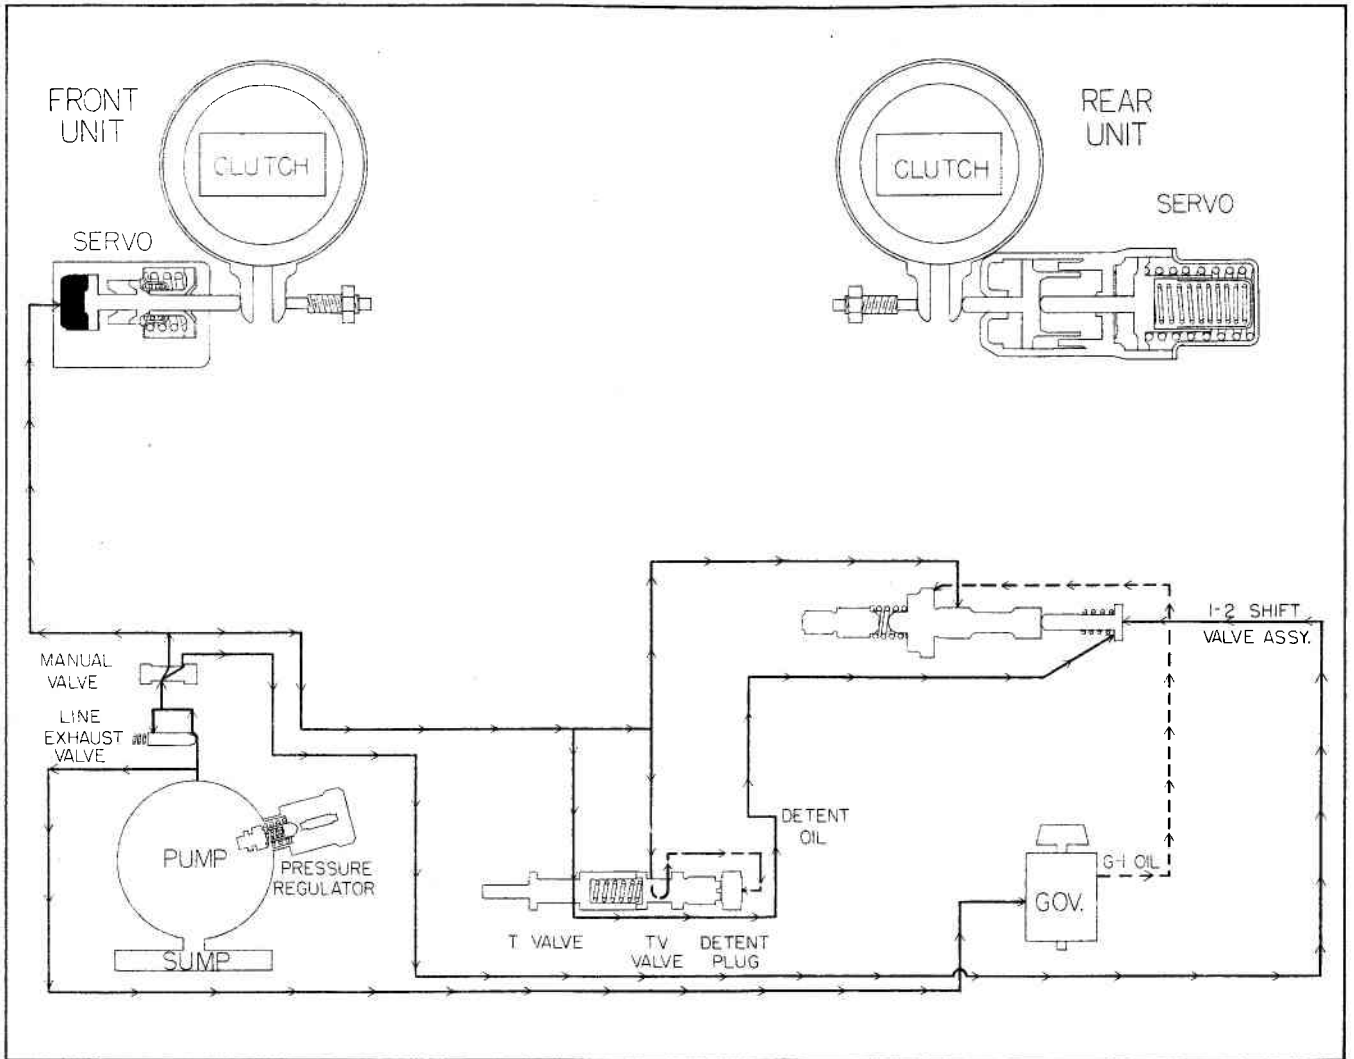 FRONT
UNIT
CLUTCH
SERVO
REAR
UNIT
CLUTCH
SERVO
1-2 SHIFT
VALVE ASSY.
MANUAL
VALVE
LINE
EXHAUST
VALVE
PUMP
PRESSURE
REGULATOR
SUMP
DETENT
OIL
T VALVE
TV
VALVE
DETENT
PLUG
G-1 OIL
GOV.